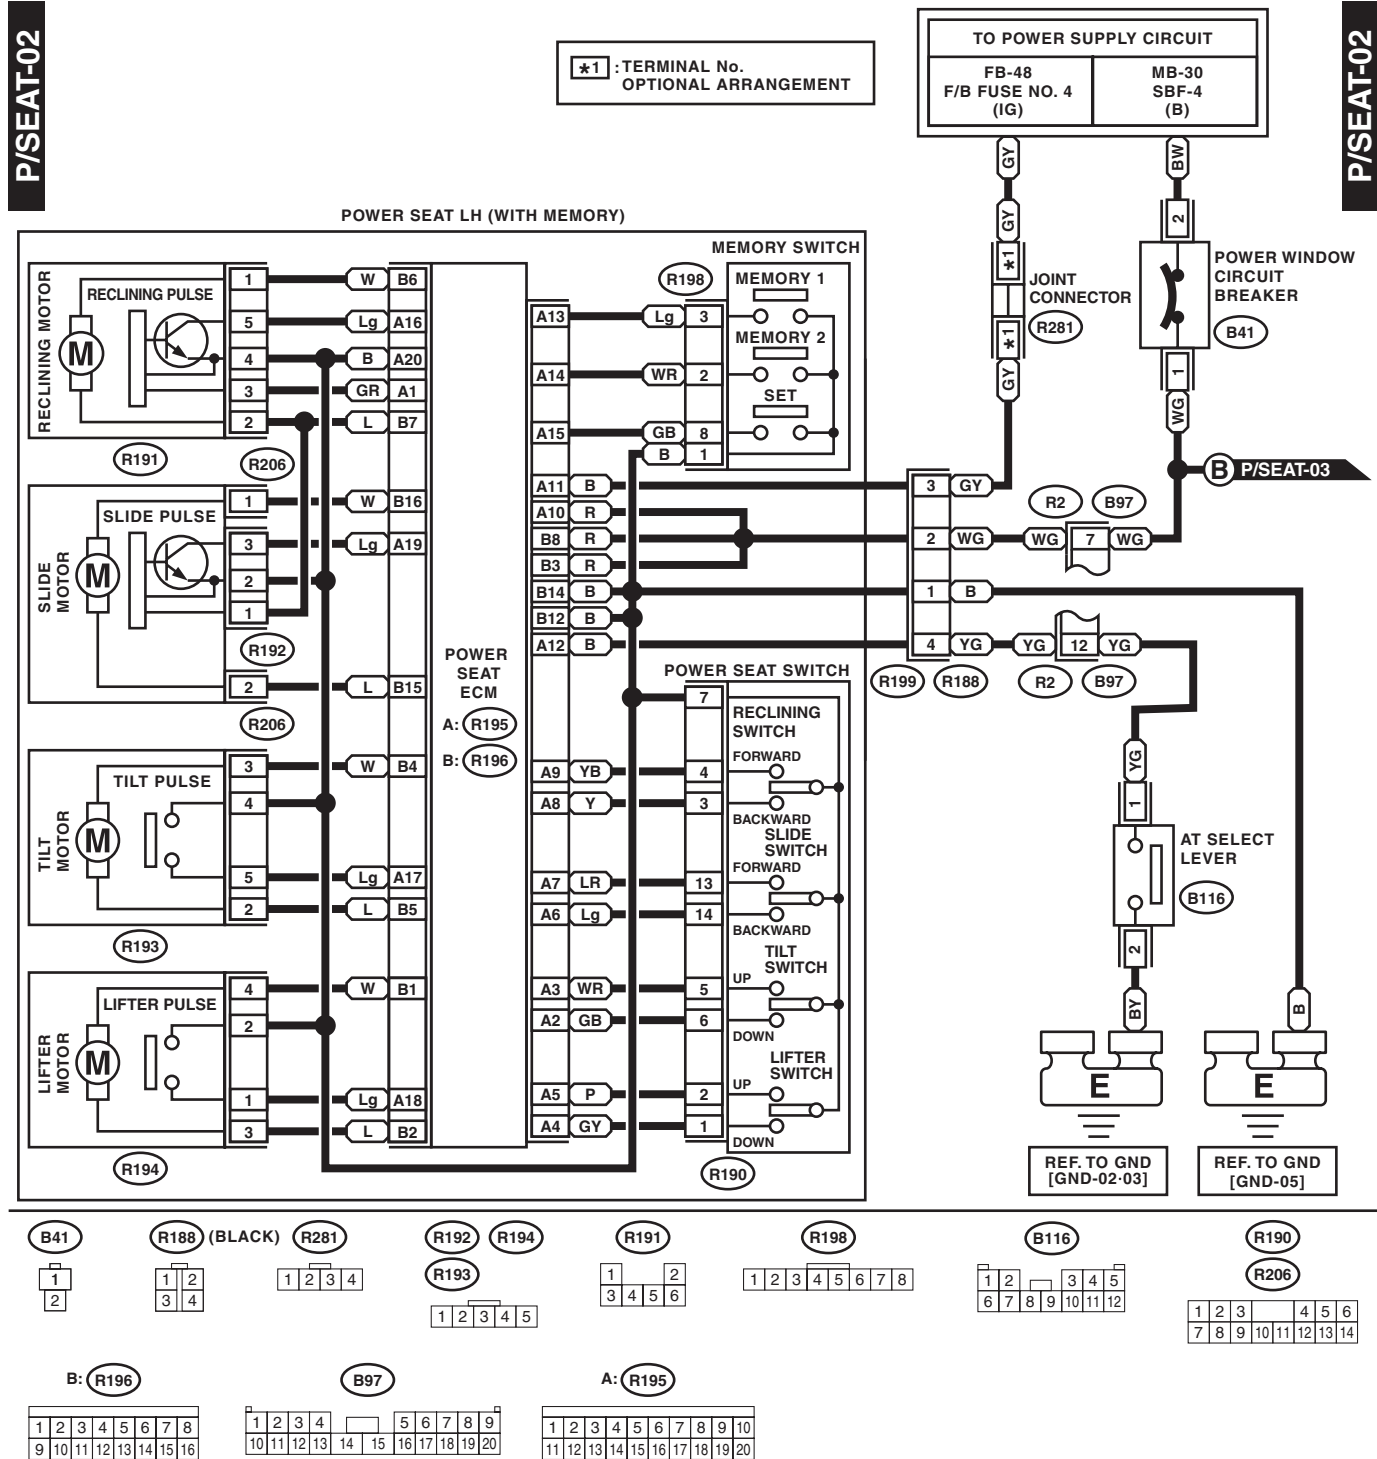 P/SEAT-02
P/SEAT-02
*1 : TERMINAL No.
OPTIONAL ARRANGEMENT
TO POWER SUPPLY CIRCUIT
FB-48
F/B FUSE NO. 4
(IG)
MB-30
SBF-4
(B)
GY
BW
GY
2
*1
JOINT
CONNECTOR
R281
*1
GY
POWER WINDOW
CIRCUIT
BREAKER
B41
1
WG
B P/SEAT-03
POWER SEAT LH (WITH MEMORY)
RECLINING MOTOR
RECLINING PULSE
M
1 W B6
5 Lg A16
4 B A20
3 GR A1
2 L B7
R191
R206
SLIDE
MOTOR
SLIDE PULSE
M
1 W B16
3 Lg A19
2
1
R192
2 L B15
R206
TILT
MOTOR
TILT PULSE
M
3 W B4
4
5 Lg A17
2 L B5
R193
LIFTER
MOTOR
LIFTER PULSE
M
4 W B1
2
1 Lg A18
3 L B2
R194
POWER
SEAT
ECM
A: R195
B: R196
MEMORY SWITCH
R198
MEMORY 1
A13 Lg 3
MEMORY 2
A14 WR 2
SET
A15 GB 8
B 1
A11 B 3 GY
A10 R
B8 R 2 WG WG 7 WG
R2 B97
B3 R
B14 B 1 B
B12 B
A12 B 4 YG YG 12 YG
R199 R188 R2 B97
POWER SEAT SWITCH
7
RECLINING
SWITCH
FORWARD
A9 YB 4
A8 Y 3
BACKWARD
SLIDE
SWITCH
FORWARD
A7 LR 13
A6 Lg 14
BACKWARD
TILT
SWITCH
UP
A3 WR 5
A2 GB 6
DOWN
LIFTER
SWITCH
UP
A5 P 2
A4 GY 1
DOWN
R190
YG
1
AT SELECT
LEVER
B116
2
BY
B
E
E
REF. TO GND
[GND-02·03]
REF. TO GND
[GND-05]
B41
1
2
R188 (BLACK)
1 2
3 4
R281
1 2 3 4
R192 R194
R193
1 2 3 4 5
R191
1 2
3 4 5 6
R198
1 2 3 4 5 6 7 8
B116
1 2 3 4 5
6 7 8 9 10 11 12
R190
R206
1 2 3 4 5 6
7 8 9 10 11 12 13 14
B: R196
1 2 3 4 5 6 7 8
9 10 11 12 13 14 15 16
B97
1 2 3 4 5 6 7 8 9
10 11 12 13 14 15 16 17 18 19 20
A: R195
1 2 3 4 5 6 7 8 9 10
11 12 13 14 15 16 17 18 19 20